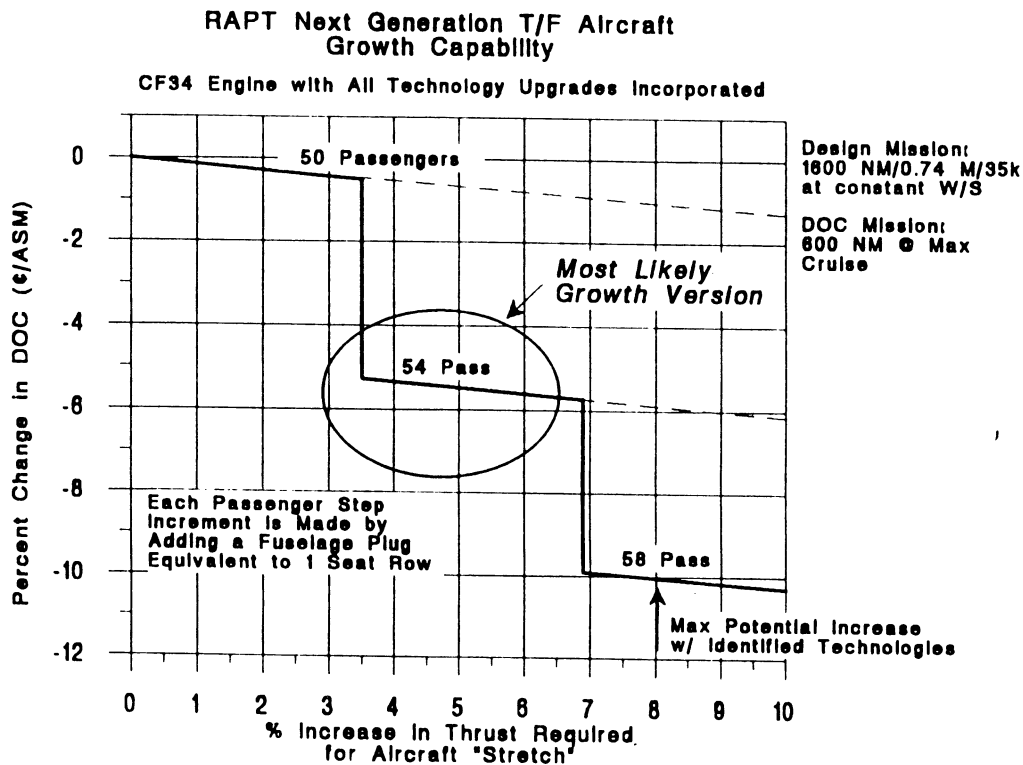 RAPT Next Generation T/F Aircraft
Growth Capability
CF34 Engine with All Technology Upgrades Incorporated
Percent Change in DOC (¢/ASM)
0
-2
-4
-6
-8
-10
-12
50 Passengers
54 Pass
58 Pass
Most Likely
Growth Version
Each Passenger Step
Increment is Made by
Adding a Fuselage Plug
Equivalent to 1 Seat Row
Max Potential Increase
w/ Identified Technologies
Design Mission:
1600 NM/0.74 M/35k
at constant W/S
DOC Mission:
600 NM @ Max
Cruise
0 1 2 3 4 5 6 7 8 9 10
% Increase in Thrust Required
for Aircraft "Stretch"